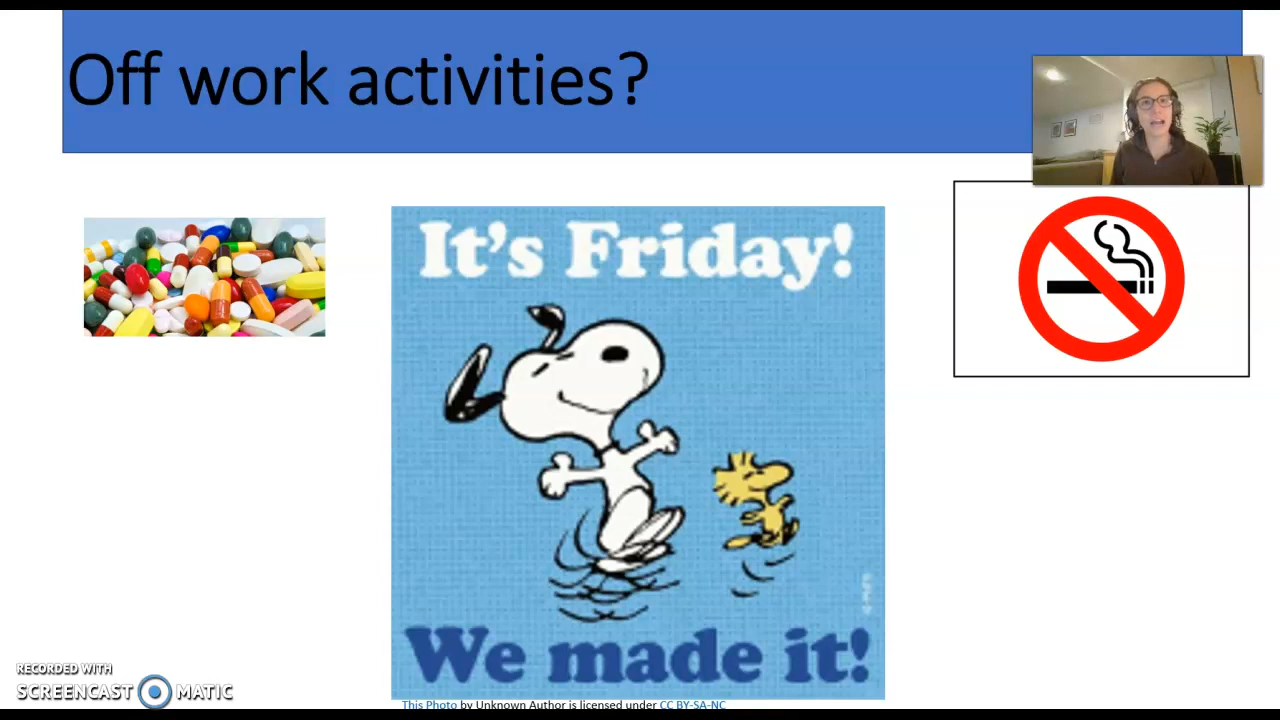 Off work activities?
It's Friday!
We made it!
This Photo by Unknown Author is licensed under CC BY-SA-NC
RECORDED WITH
SCREENCAST MATIC